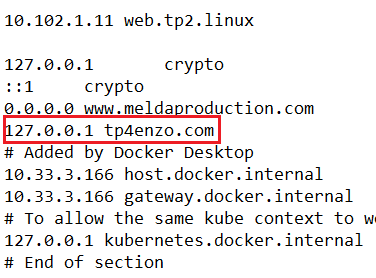 10.102.1.11 web.tp2.linux
127.0.0.1 crypto
::1 crypto
0.0.0.0 www.meldaproduction.com
127.0.0.1 tp4enzo.com
# Added by Docker Desktop
10.33.3.166 host.docker.internal
10.33.3.166 gateway.docker.internal
# To allow the same kube context to w
127.0.0.1 kubernetes.docker.internal
# End of section